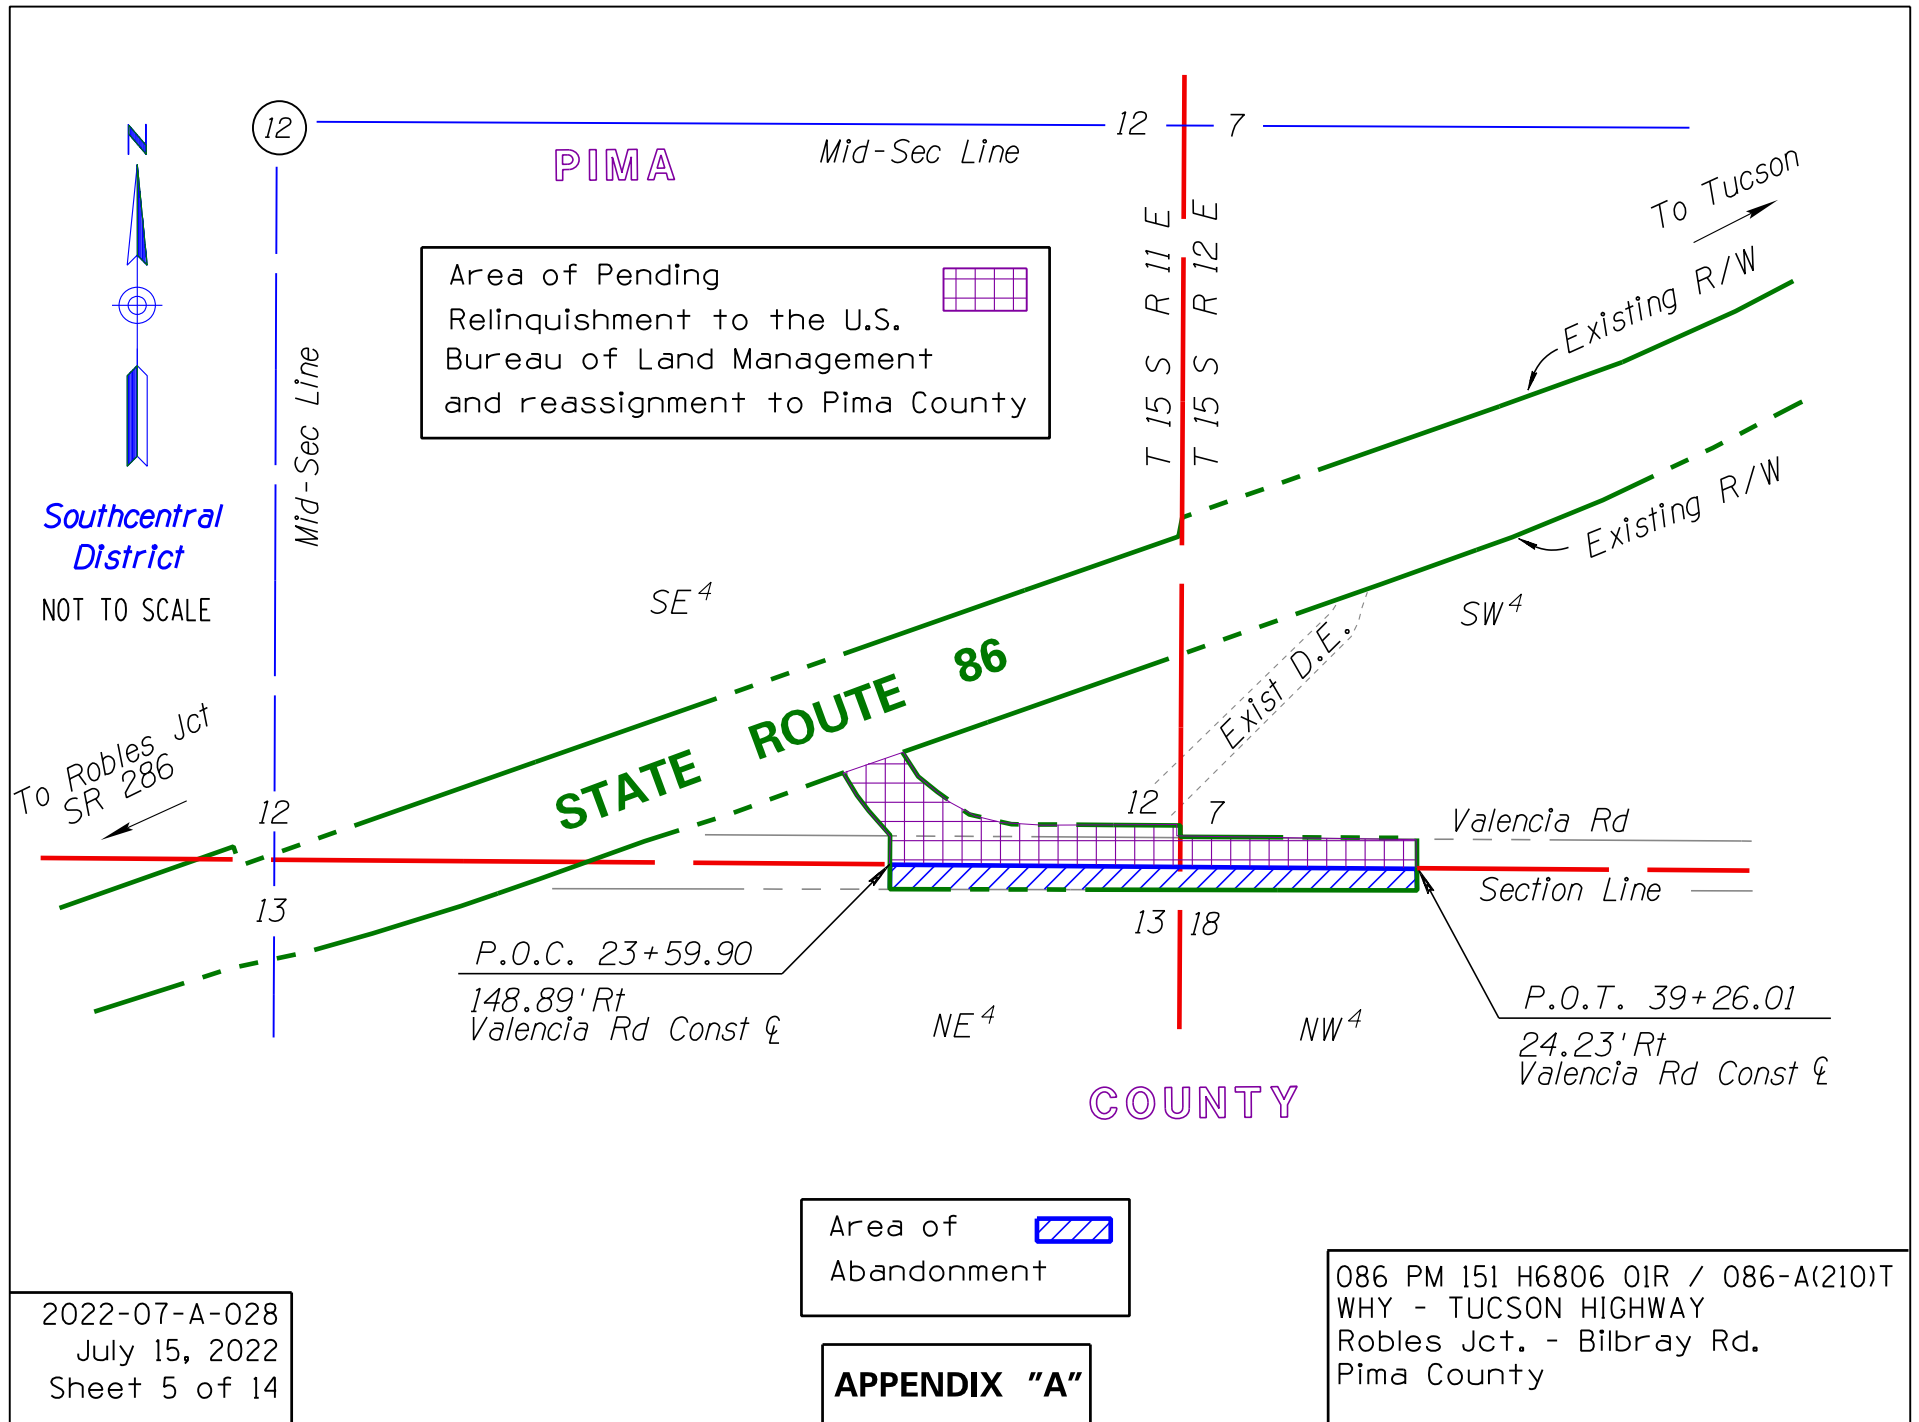 12
12
7
N
PIMA
Mid-Sec Line
To Tucson
T 15 S R 11 E
T 15 S R 12 E
Area of Pending
Relinquishment to the U.S.
Bureau of Land Management
and reassignment to Pima County
Existing R/W
Mid-Sec Line
Southcentral
District
NOT TO SCALE
Existing R/W
SE 4
SW 4
STATE ROUTE 86
Exist D.E.
To Robles Jct
SR 286
12
12
7
Valencia Rd
Section Line
13
13
18
P.O.C. 23+59.90
148.89' Rt
Valencia Rd Const ℄
NE 4
NW 4
P.O.T. 39+26.01
24.23' Rt
Valencia Rd Const ℄
COUNTY
Area of
Abandonment
2022-07-A-028
July 15, 2022
Sheet 5 of 14
APPENDIX "A"
086 PM 151 H6806 01R / 086-A(210)T
WHY - TUCSON HIGHWAY
Robles Jct. - Bilbray Rd.
Pima County